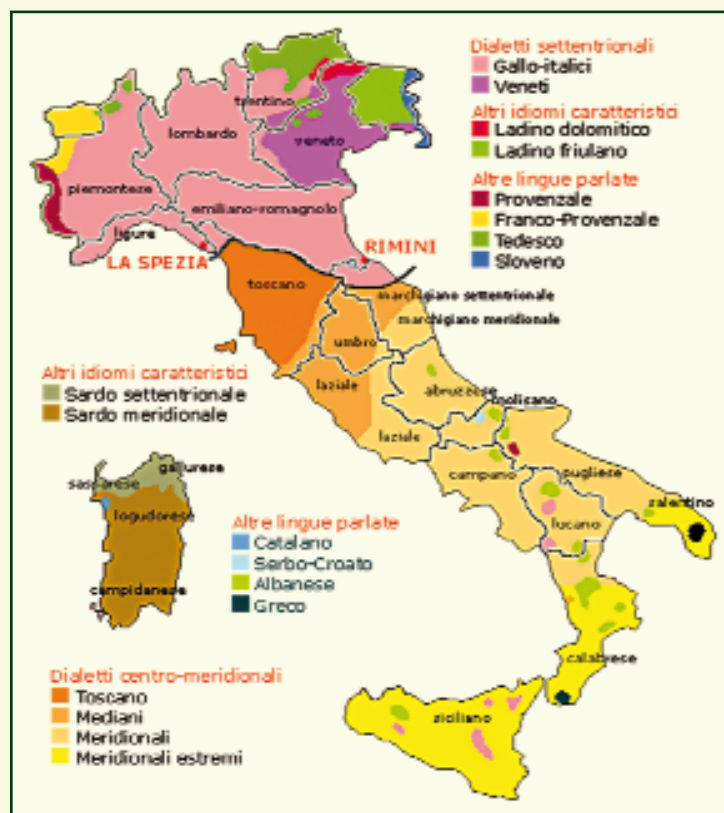 Dialetti settentrionali
Gallo-italici
Veneti
Altri idiomi caratteristici
Ladino dolomitico
Ladino friulano
Altre lingue parlate
Provenzale
Franco-Provenzale
Tedesco
Sloveno
trentino
lombardo
veneto
piemontese
emiliano-romagnolo
ligure
LA SPEZIA
RIMINI
toscano
marchigiano settentrionale
marchigiano meridionale
umbro
laziale
abruzzese
molisano
laziale
campano
pugliese
lucano
salentino
calabrese
siciliano
Altri idiomi caratteristici
Sardo settentrionale
Sardo meridionale
gallurese
sassarese
logudorese
campidanese
Altre lingue parlate
Catalano
Serbo-Croato
Albanese
Greco
Dialetti centro-meridionali
Toscano
Mediani
Meridionali
Meridionali estremi